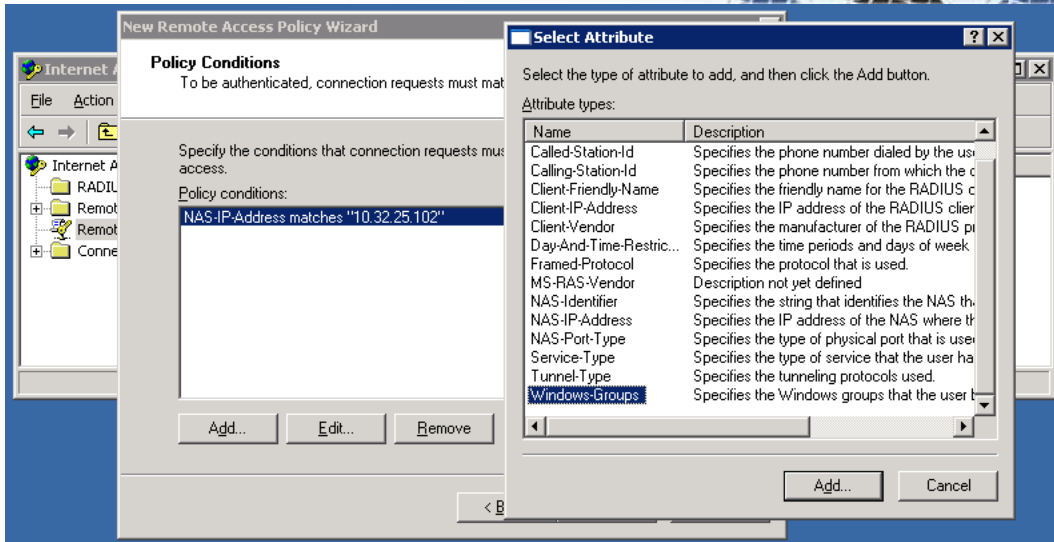 New Remote Access Policy Wizard
Policy Conditions
To be authenticated, connection requests must mat
Specify the conditions that connection requests mus
access.
Policy conditions:
NAS-IP-Address matches "10.32.25.102"
Add...
Edit...
Remove
< B
Internet A
File Action
Internet A
RADIU
Remot
Remot
Conne
Select Attribute
Select the type of attribute to add, and then click the Add button.
Attribute types:
Name Description
Called-Station-Id Specifies the phone number dialed by the use
Calling-Station-Id Specifies the phone number from which the c
Client-Friendly-Name Specifies the friendly name for the RADIUS c
Client-IP-Address Specifies the IP address of the RADIUS clier
Client-Vendor Specifies the manufacturer of the RADIUS pr
Day-And-Time-Restric... Specifies the time periods and days of week
Framed-Protocol Specifies the protocol that is used.
MS-RAS-Vendor Description not yet defined
NAS-Identifier Specifies the string that identifies the NAS th
NAS-IP-Address Specifies the IP address of the NAS where th
NAS-Port-Type Specifies the type of physical port that is use
Service-Type Specifies the type of service that the user ha
Tunnel-Type Specifies the tunneling protocols used.
Windows-Groups Specifies the Windows groups that the user b
Add...
Cancel